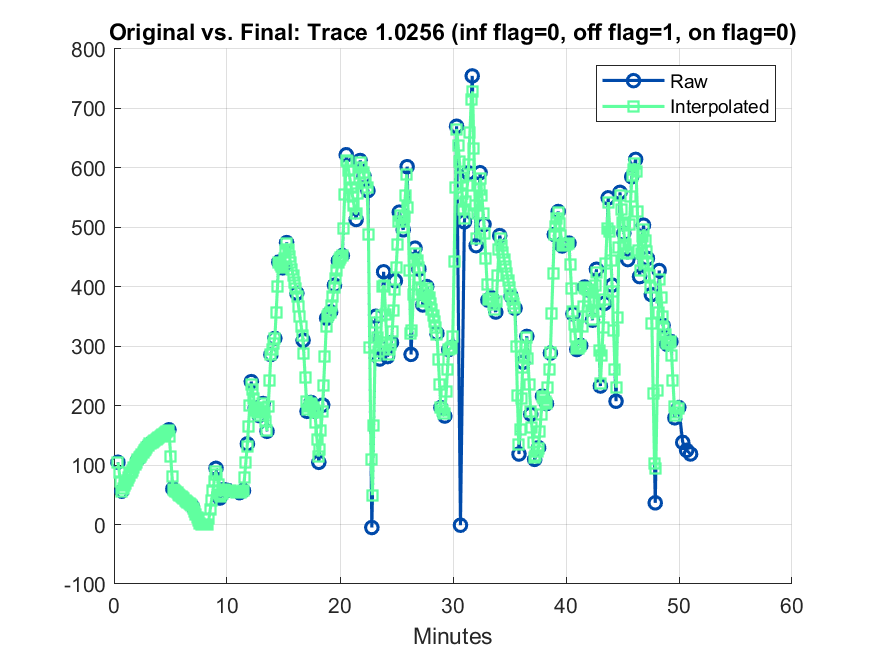 Original vs. Final: Trace 1.0256 (inf flag=0, off flag=1, on flag=0)
800
700
600
500
400
300
200
100
0
-100
Raw
Interpolated
0 10 20 30 40 50 60
Minutes